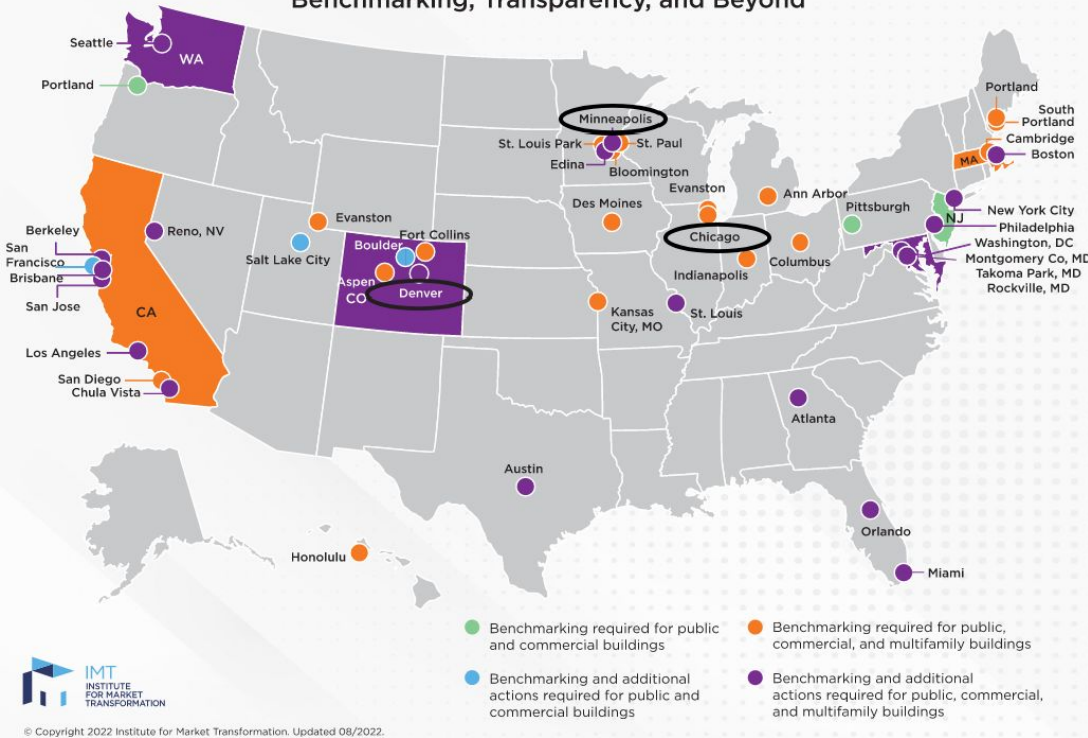 Benchmarking, Transparency, and Beyond
Seattle
WA
Portland
Minneapolis
St. Louis Park
St. Paul
Edina
Bloomington
Portland
South
Portland
Cambridge
MA
Boston
Evanston
Ann Arbor
Des Moines
Pittsburgh
NJ
New York City
Philadelphia
Washington, DC
Montgomery Co, MD
Takoma Park, MD
Rockville, MD
Chicago
Columbus
Indianapolis
Berkeley
San
Francisco
Brisbane
San Jose
Reno, NV
Evanston
Salt Lake City
Fort Collins
Boulder
Aspen
CO
Denver
Kansas
City, MO
St. Louis
CA
Los Angeles
San Diego
Chula Vista
Atlanta
Austin
Orlando
Miami
Honolulu
Benchmarking required for public
and commercial buildings
Benchmarking required for public,
commercial, and multifamily buildings
Benchmarking and additional
actions required for public and
commercial buildings
Benchmarking and additional
actions required for public, commercial,
and multifamily buildings
IMT
INSTITUTE
FOR MARKET
TRANSFORMATION
© Copyright 2022 Institute for Market Transformation. Updated 08/2022.